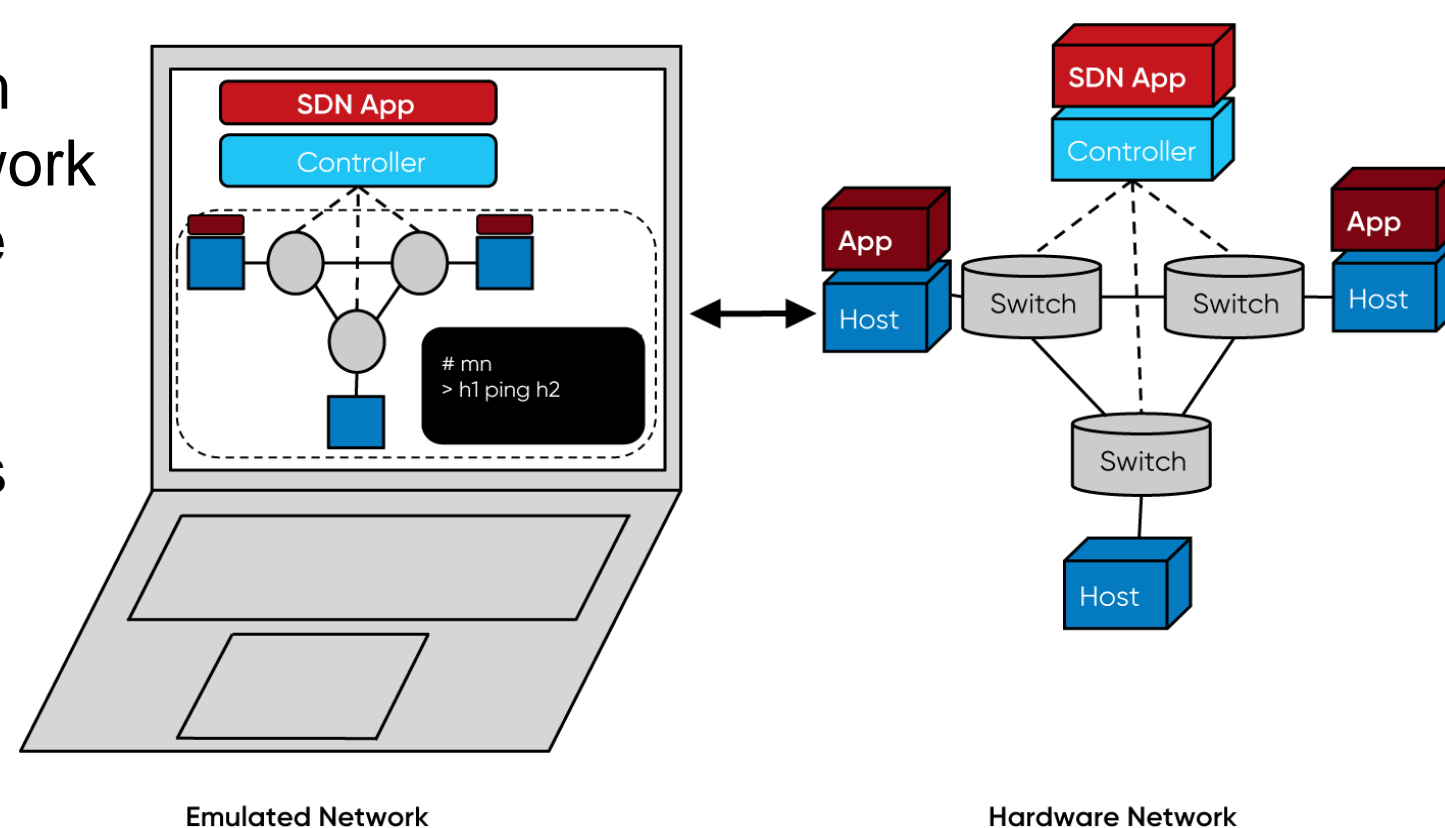 work
SDN App
Controller
# mn
> h1 ping h2
SDN App
Controller
App
Host
Switch
Switch
App
Host
Switch
Host
Emulated Network
Hardware Network